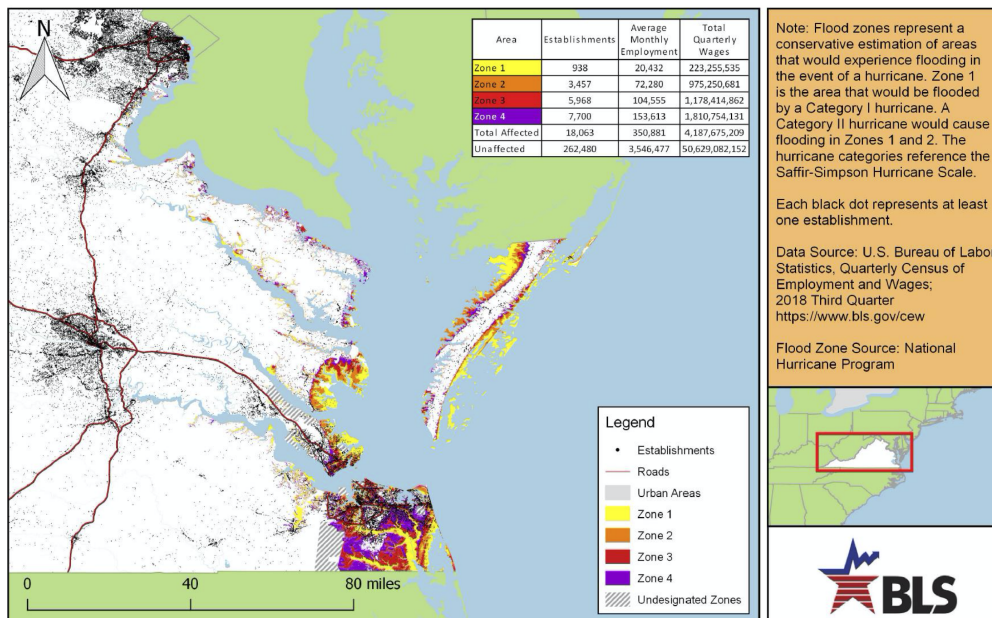 N
Area Establishments Average Monthly Employment Total Quarterly Wages
Zone 1 938 20,432 223,255,535
Zone 2 3,457 72,280 975,250,681
Zone 3 5,968 104,555 1,178,414,862
Zone 4 7,700 153,613 1,810,754,131
Total Affected 18,063 350,881 4,187,675,209
Unaffected 262,480 3,546,477 50,629,082,152
Legend
Establishments
Roads
Urban Areas
Zone 1
Zone 2
Zone 3
Zone 4
Undesignated Zones
0 40 80 miles
Note: Flood zones represent a
conservative estimation of areas
that would experience flooding in
the event of a hurricane. Zone 1
is the area that would be flooded
by a Category I hurricane. A
Category II hurricane would cause
flooding in Zones 1 and 2. The
hurricane categories reference the
Saffir-Simpson Hurricane Scale.
Each black dot represents at least
one establishment.
Data Source: U.S. Bureau of Labor
Statistics, Quarterly Census of
Employment and Wages;
2018 Third Quarter
https://www.bls.gov/cew
Flood Zone Source: National
Hurricane Program
BLS